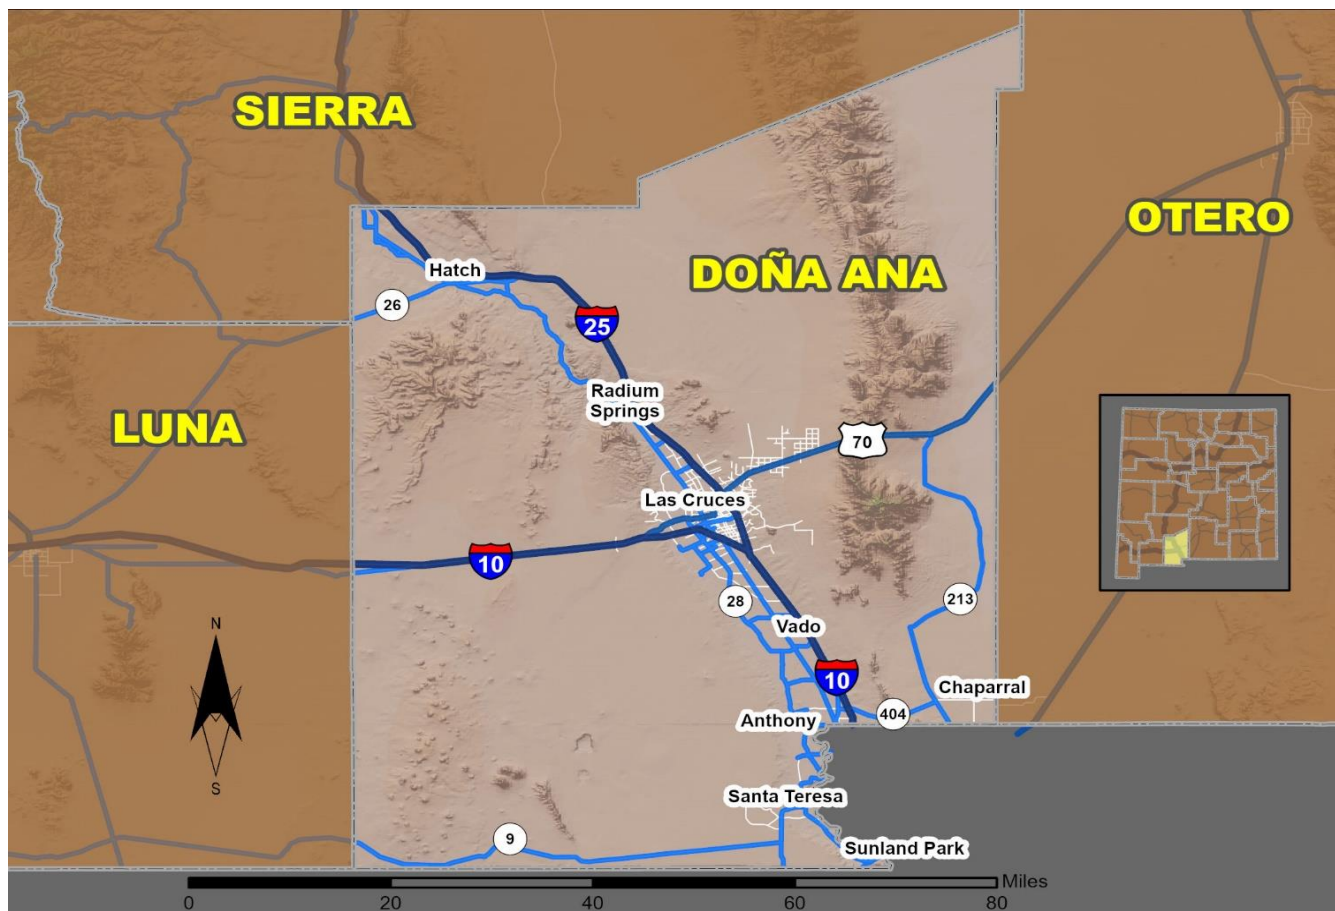 SIERRA
OTERO
DOÑA ANA
Hatch
26
25
Radium
Springs
LUNA
70
Las Cruces
10
28
213
Vado
N
10
Chaparral
404
Anthony
S
Santa Teresa
9
Sunland Park
Miles
0 20 40 60 80